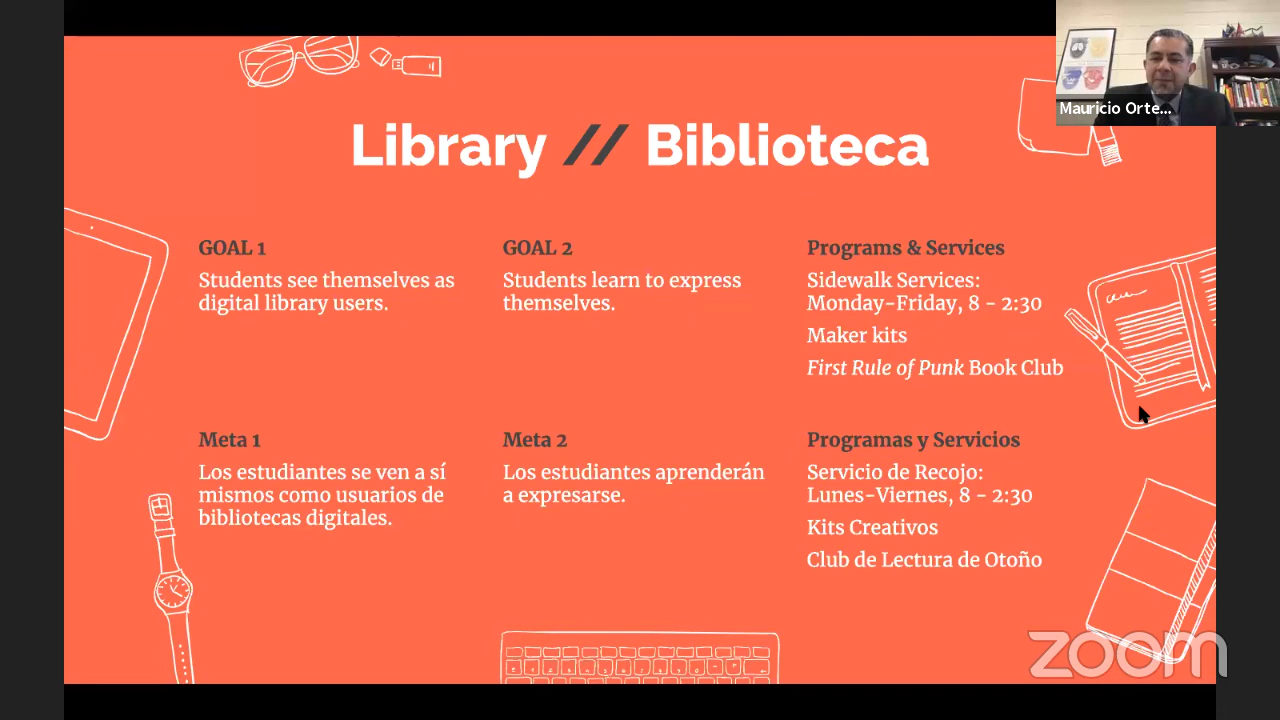 Mauricio Orte...
Library // Biblioteca
GOAL 1
Students see themselves as
digital library users.
GOAL 2
Students learn to express
themselves.
Programs & Services
Sidewalk Services:
Monday-Friday, 8 - 2:30
Maker kits
First Rule of Punk Book Club
Meta 1
Los estudiantes se ven a sí
mismos como usuarios de
bibliotecas digitales.
Meta 2
Los estudiantes aprenderán
a expresarse.
Programas y Servicios
Servicio de Recojo:
Lunes-Viernes, 8 - 2:30
Kits Creativos
Club de Lectura de Otoño
zoom